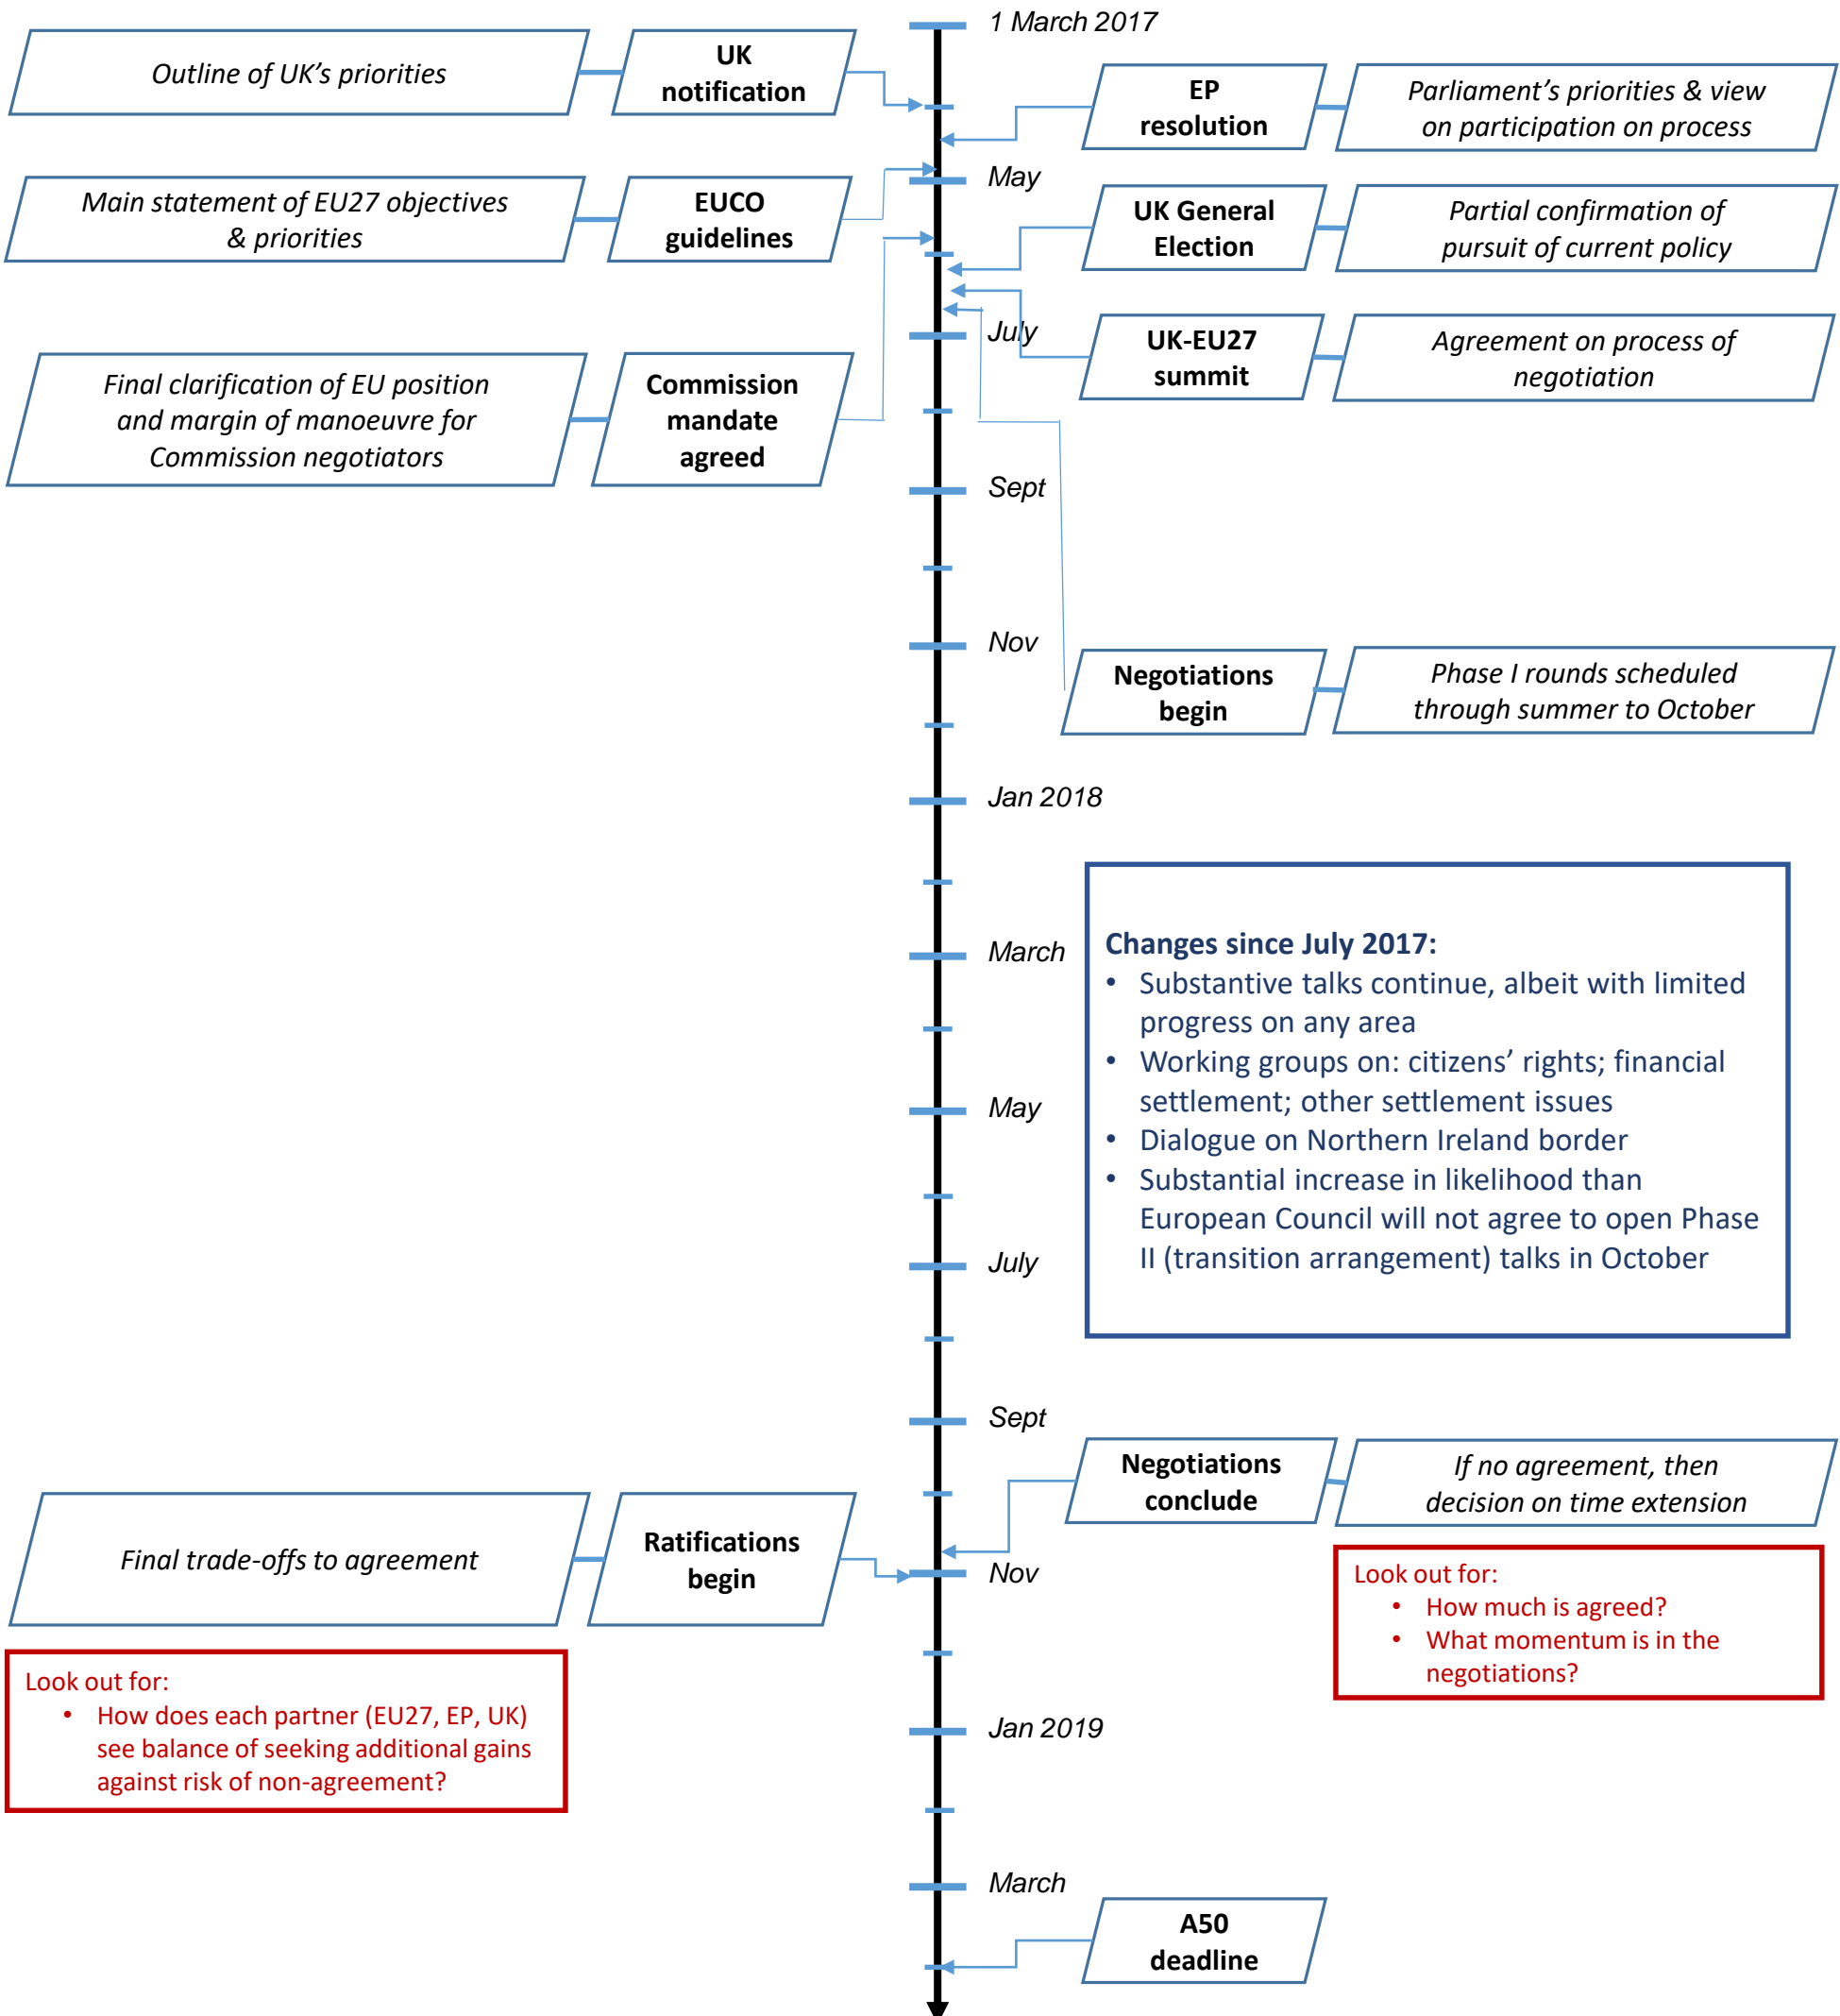 1 March 2017
Outline of UK's priorities
UK
notification
EP
resolution
Parliament's priorities & view
on participation on process
May
Main statement of EU27 objectives
& priorities
EUCO
guidelines
UK General
Election
Partial confirmation of
pursuit of current policy
July
UK-EU27
summit
Agreement on process of
negotiation
Final clarification of EU position
and margin of manoeuvre for
Commission negotiators
Commission
mandate
agreed
Sept
Nov
Negotiations
begin
Phase I rounds scheduled
through summer to October
Jan 2018
Changes since July 2017:
• Substantive talks continue, albeit with limited
progress on any area
• Working groups on: citizens' rights; financial
settlement; other settlement issues
• Dialogue on Northern Ireland border
• Substantial increase in likelihood than
European Council will not agree to open Phase
II (transition arrangement) talks in October
March
May
July
Sept
Negotiations
conclude
If no agreement, then
decision on time extension
Final trade-offs to agreement
Ratifications
begin
Nov
Look out for:
• How much is agreed?
• What momentum is in the
negotiations?
Look out for:
• How does each partner (EU27, EP, UK)
see balance of seeking additional gains
against risk of non-agreement?
Jan 2019
March
A50
deadline